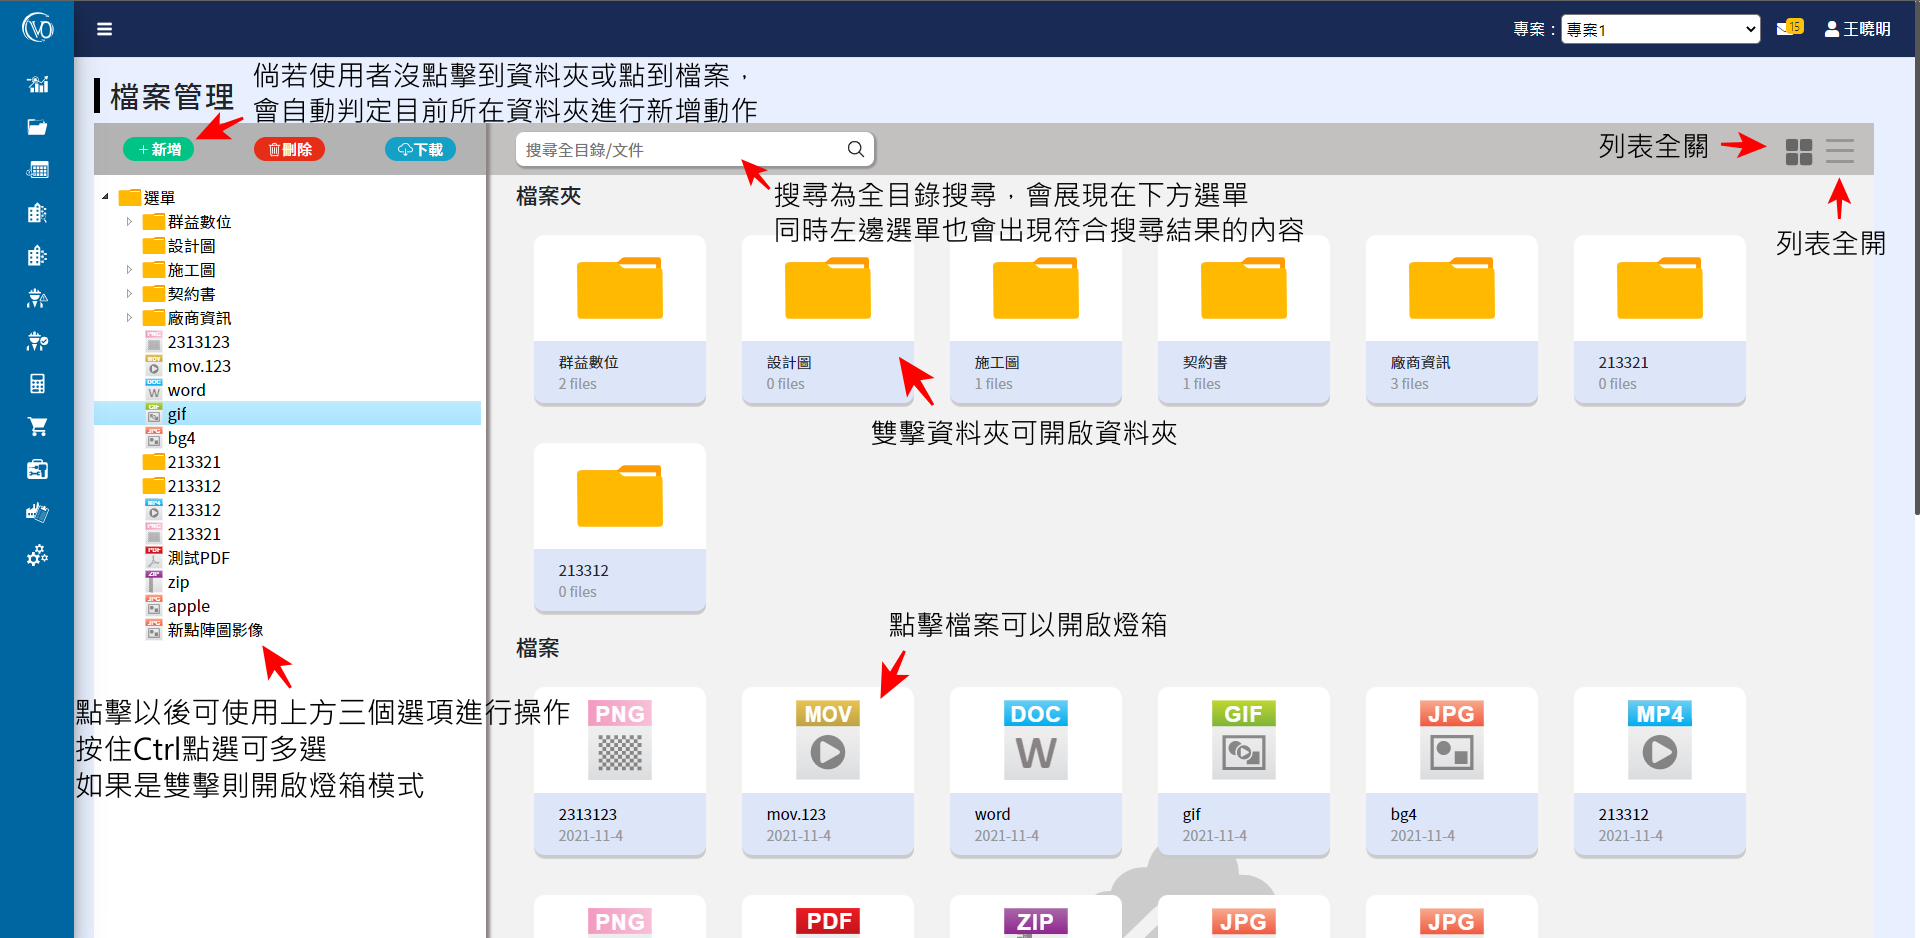 專案：
專案1
15
王曉明
檔案管理
倘若使用者沒點擊到資料夾或點到檔案，
會自動判定目前所在資料夾進行新增動作
+新增
刪除
下載
搜尋全目錄/文件
列表全關
列表全開
搜尋為全目錄搜尋，會展現在下方選單
同時左邊選單也會出現符合搜尋結果的內容
選單
群益數位
設計圖
施工圖
契約書
廠商資訊
PNG 2313123
MOV mov.123
DOC W word
GIF gif
JPG bg4
213321
213312
MP4 213312
PNG 213321
PDF 測試PDF
ZIP zip
JPG apple
JPG 新點陣圖影像
點擊以後可使用上方三個選項進行操作
按住Ctrl點選可多選
如果是雙擊則開啟燈箱模式
檔案夾
群益數位
2 files
設計圖
0 files
施工圖
1 files
契約書
1 files
廠商資訊
3 files
213321
0 files
雙擊資料夾可開啟資料夾
213312
0 files
點擊檔案可以開啟燈箱
檔案
PNG
2313123
2021-11-4
MOV
mov.123
2021-11-4
DOC
W
word
2021-11-4
GIF
gif
2021-11-4
JPG
bg4
2021-11-4
MP4
213312
2021-11-4
PNG
PDF
ZIP
JPG
JPG